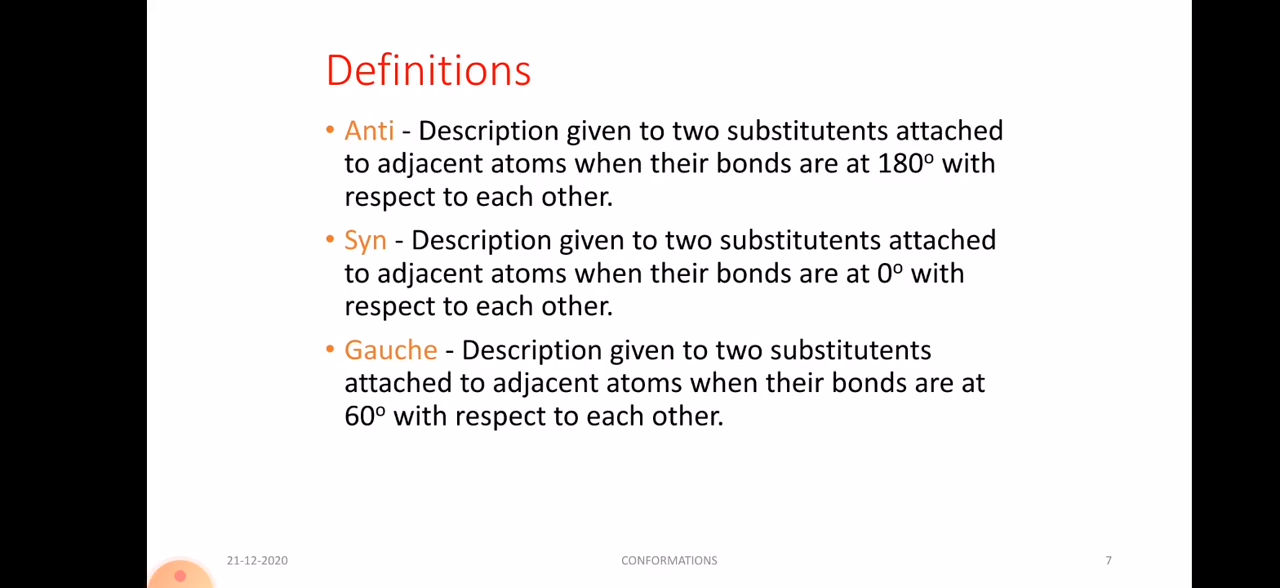 Definitions
• Anti - Description given to two substitutents attached
to adjacent atoms when their bonds are at 180º with
respect to each other.
• Syn - Description given to two substitutents attached
to adjacent atoms when their bonds are at 0º with
respect to each other.
• Gauche - Description given to two substitutents
attached to adjacent atoms when their bonds are at
60º with respect to each other.
21-12-2020 CONFORMATIONS 7